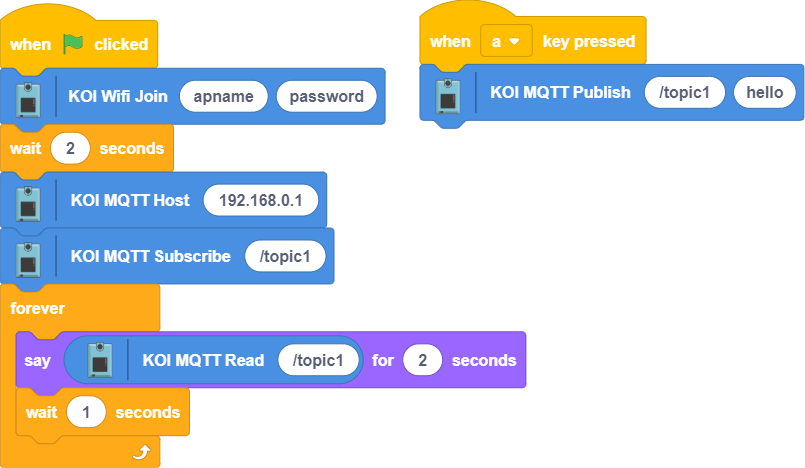 when clicked
KOI Wifi Join apname password
wait 2 seconds
KOI MQTT Host 192.168.0.1
KOI MQTT Subscribe /topic1
forever
say KOI MQTT Read /topic1 for 2 seconds
wait 1 seconds
when a key pressed
KOI MQTT Publish /topic1 hello